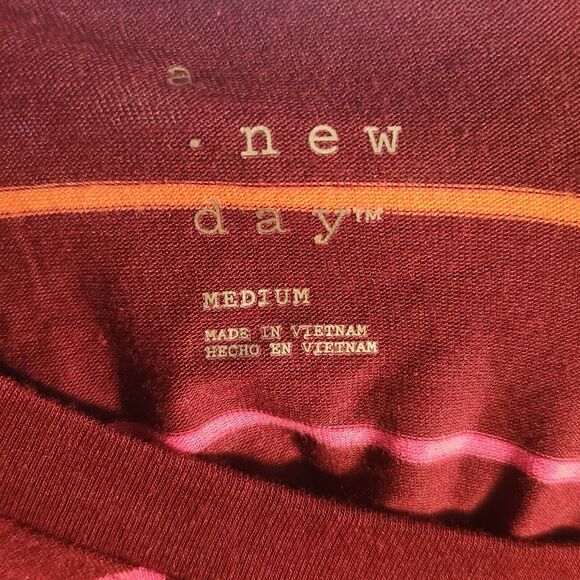 a
· new
day™
MEDIUM
MADE IN VIETNAM
HECHO EN VIETNAM